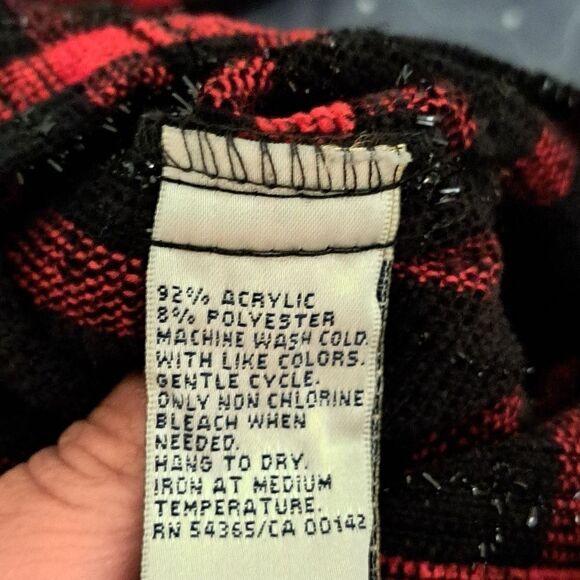 92% ACRYLIC
8% POLYESTER
MACHINE WASH COLD.
WITH LIKE COLORS.
GENTLE CYCLE.
ONLY NON CHLORINE
BLEACH WHEN
NEEDED.
HANG TO DRY.
IRON AT MEDIUM
TEMPERATURE.
RN 54365/CA 00142